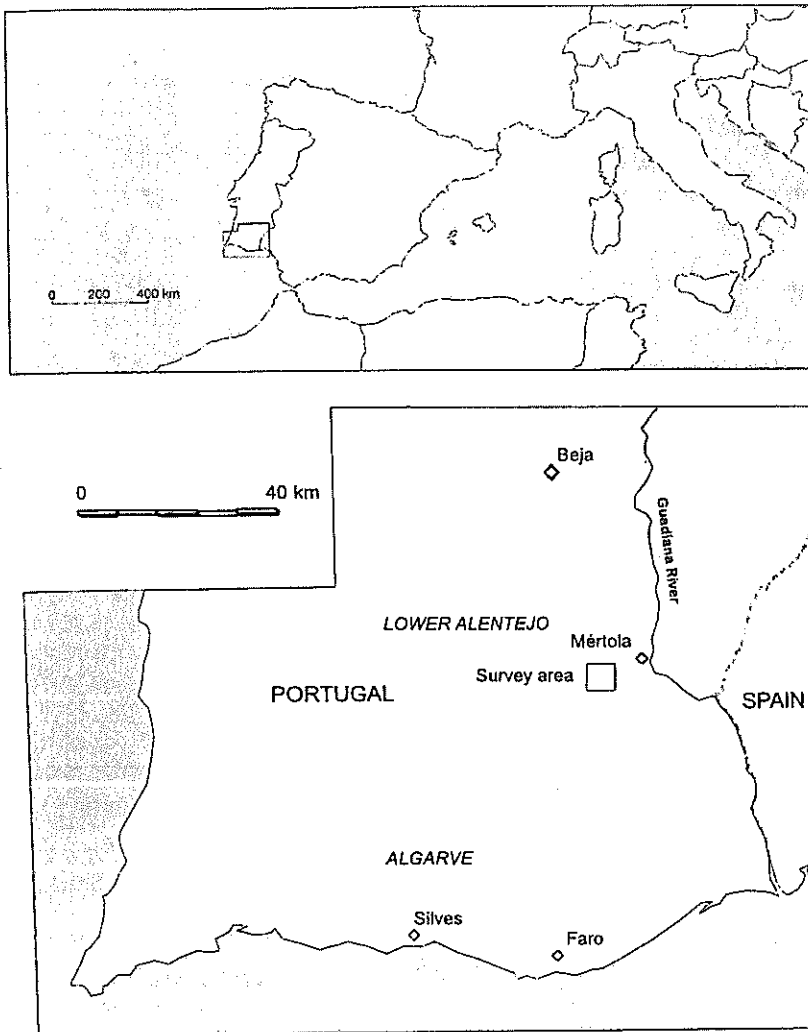 0 200 400 km
Beja
0 40 km
Guadiana River
LOWER ALENTEJO
Mértola
Survey area
PORTUGAL
SPAIN
ALGARVE
Silves
Faro